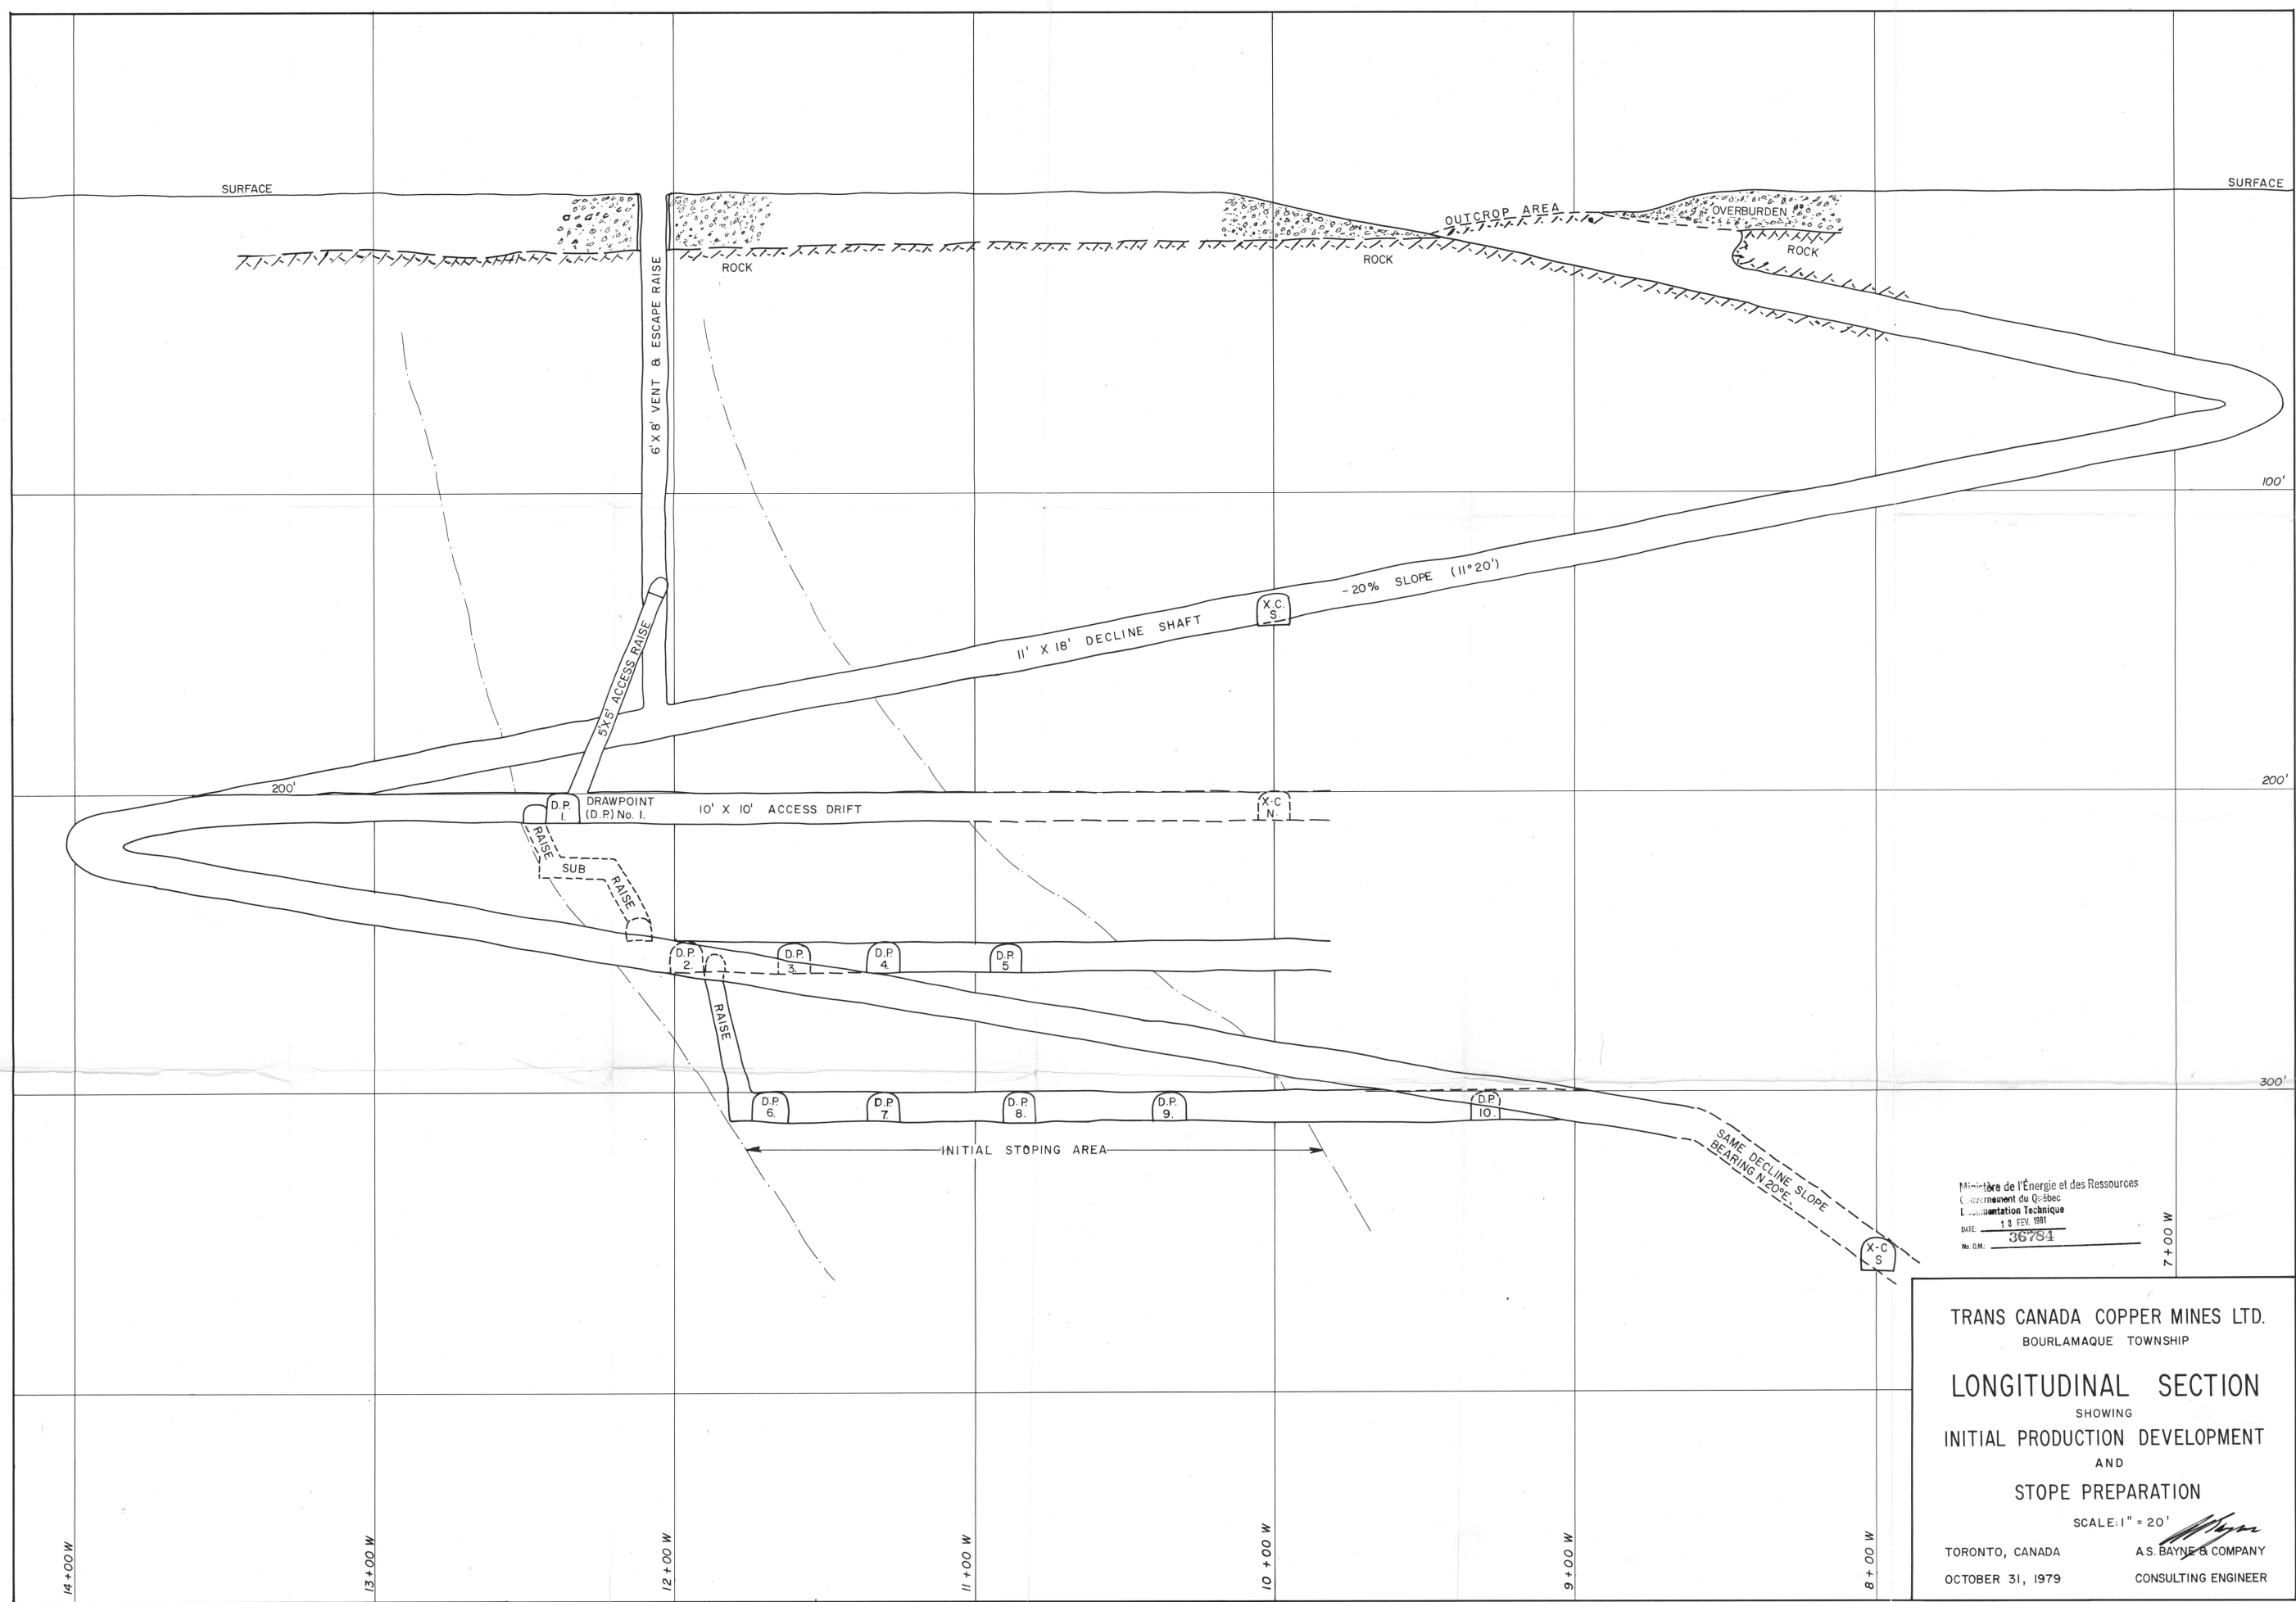 SURFACE
SURFACE
OUTCROP AREA
OVERBURDEN
ROCK
ROCK
ROCK
6' X 8' VENT & ESCAPE RAISE
100'
-20% SLOPE (11°20')
X.C.
S.
11' X 18' DECLINE SHAFT
5' X 5' ACCESS RAISE
200'
200'
D.P.
1.
DRAWPOINT
(D.P.) No. 1.
10' X 10' ACCESS DRIFT
X-C
N.
RAISE
SUB
RAISE
D.P.
2.
D.P.
3.
D.P.
4.
D.P.
5
RAISE
300'
D.P.
6.
D.P.
7.
D.P.
8.
D.P.
9.
D.P.
10.
INITIAL STOPING AREA
SAME DECLINE SLOPE
BEARING N.20°E.
X-C
S
Ministère de l'Énergie et des Ressources
Gouvernement du Québec
Documentation Technique
DATE: 18 FEV. 1981
No. G.M.: 36784
14+00 W
13+00 W
12+00 W
11+00 W
10+00 W
9+00 W
8+00 W
7+00 W
TRANS CANADA COPPER MINES LTD.
BOURLAMAQUE TOWNSHIP
LONGITUDINAL SECTION
SHOWING
INITIAL PRODUCTION DEVELOPMENT
AND
STOPE PREPARATION
SCALE: 1" = 20'
TORONTO, CANADA
A.S. BAYNE & COMPANY
OCTOBER 31, 1979
CONSULTING ENGINEER